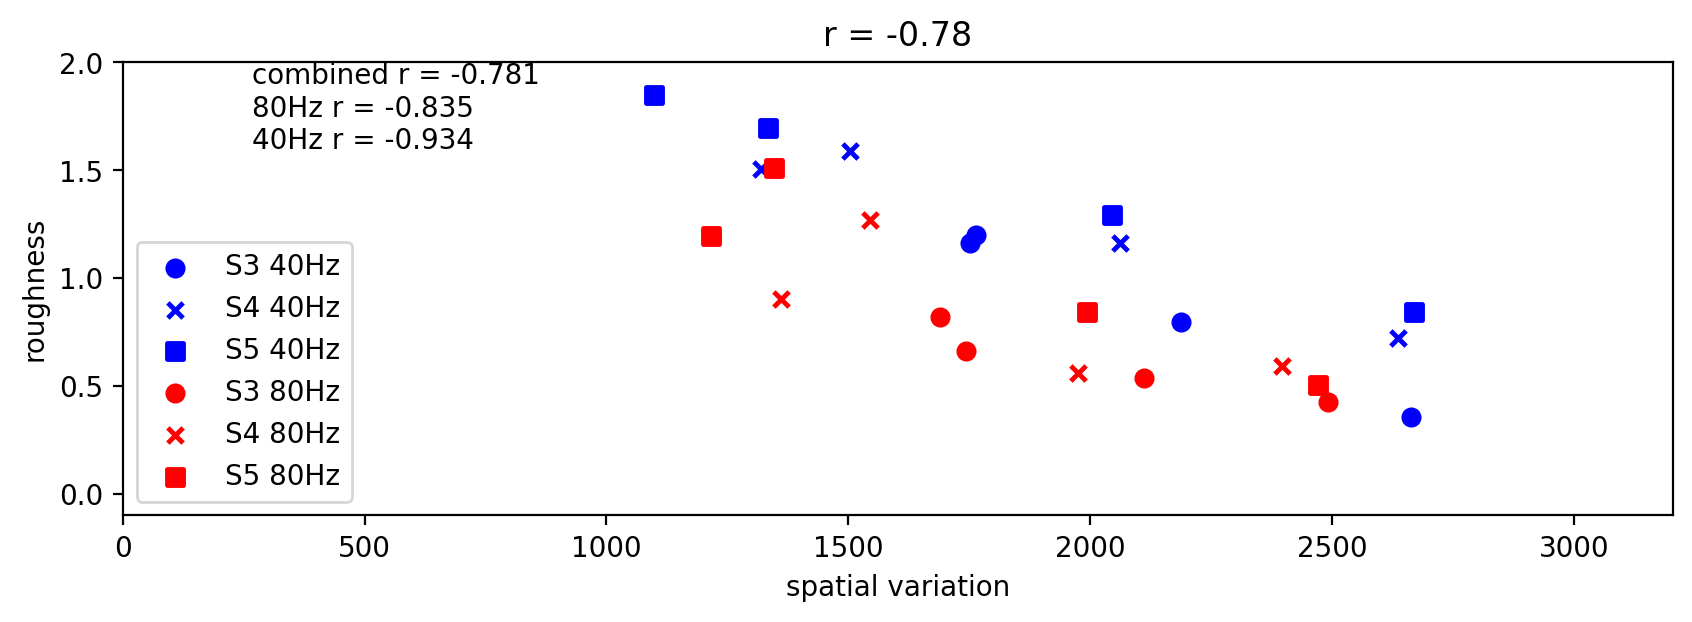 r = -0.78
combined r = -0.781
80Hz r = -0.835
40Hz r = -0.934
2.0
1.5
1.0
0.5
0.0
roughness
S3 40Hz
S4 40Hz
S5 40Hz
S3 80Hz
S4 80Hz
S5 80Hz
0 500 1000 1500 2000 2500 3000
spatial variation